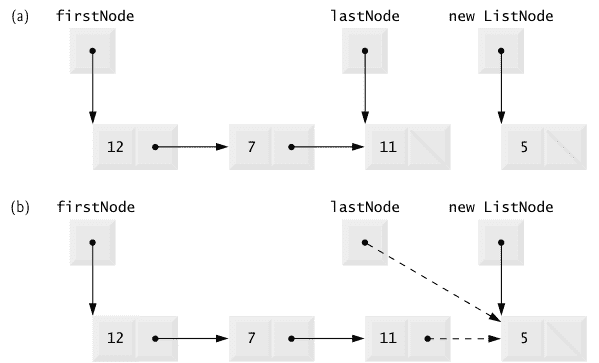 (a) firstNode lastNode new ListNode
12 7 11 5
(b) firstNode lastNode new ListNode
12 7 11 5